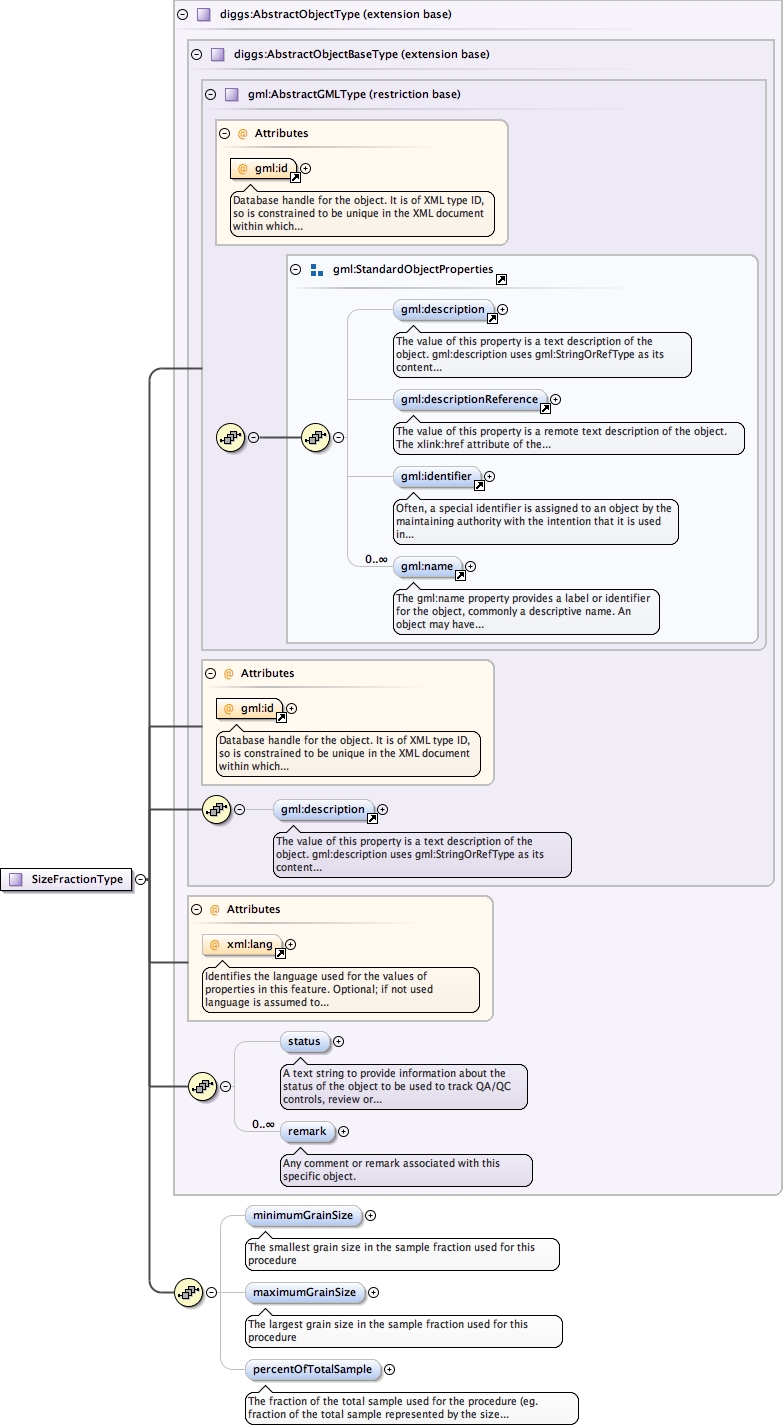 diggs:AbstractObjectType (extension base)
diggs:AbstractObjectBaseType (extension base)
gml:AbstractGMLType (restriction base)
@ Attributes
@ gml:id
Database handle for the object. It is of XML type ID,
so is constrained to be unique in the XML document
within which...
gml:StandardObjectProperties
gml:description
The value of this property is a text description of the
object. gml:description uses gml:StringOrRefType as its
content...
gml:descriptionReference
The value of this property is a remote text description of the object.
The xlink:href attribute of the...
gml:identifier
Often, a special identifier is assigned to an object by the
maintaining authority with the intention that it is used
in...
0..∞ gml:name
The gml:name property provides a label or identifier
for the object, commonly a descriptive name. An
object may have...
@ Attributes
@ gml:id
Database handle for the object. It is of XML type ID,
so is constrained to be unique in the XML document
within which...
gml:description
The value of this property is a text description of the
object. gml:description uses gml:StringOrRefType as its
content...
SizeFractionType
@ Attributes
@ xml:lang
Identifies the language used for the values of
properties in this feature. Optional; if not used
language is assumed to...
status
A text string to provide information about the
status of the object to be used to track QA/QC
controls, review or...
0..∞ remark
Any comment or remark associated with this
specific object.
minimumGrainSize
The smallest grain size in the sample fraction used for this
procedure
maximumGrainSize
The largest grain size in the sample fraction used for this
procedure
percentOfTotalSample
The fraction of the total sample used for the procedure (eg.
fraction of the total sample represented by the size...